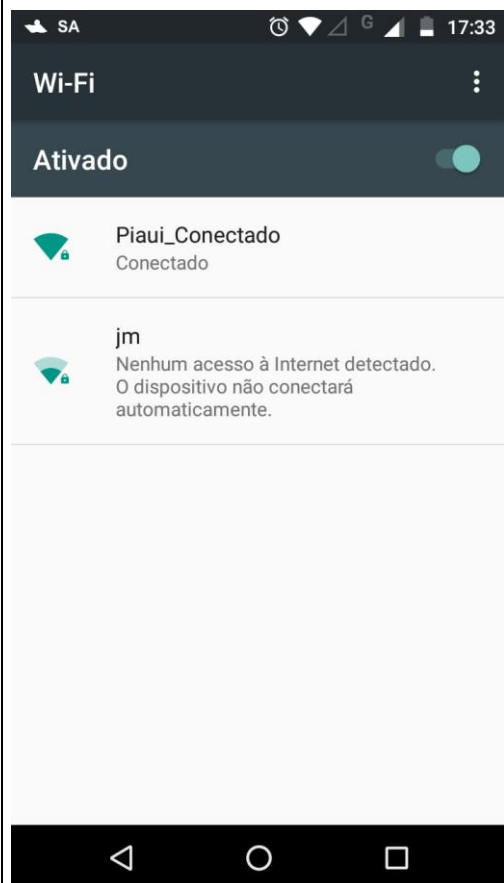 SA G 17:33
Wi-Fi
Ativado
Piaui_Conectado
Conectado
jm
Nenhum acesso à Internet detectado.
O dispositivo não conectará
automaticamente.